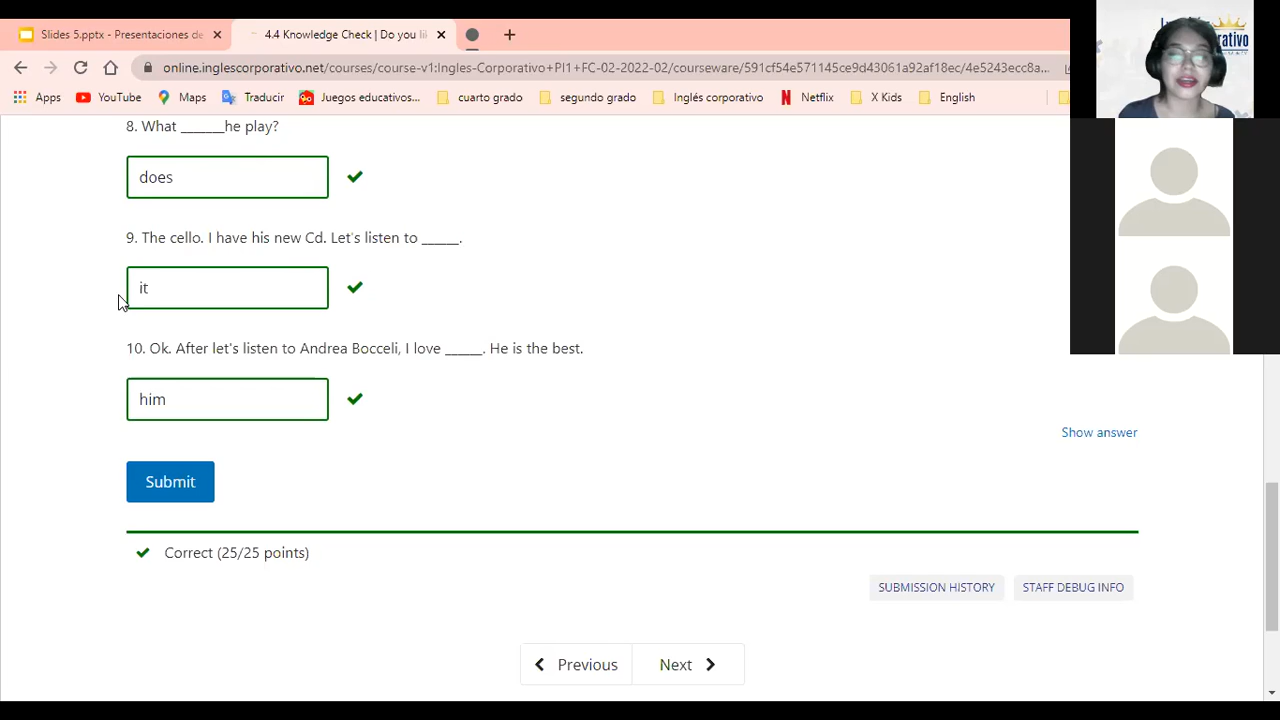 Slides 5.pptx - Presentaciones de
4.4 Knowledge Check | Do you li
online.inglescorporativo.net/courses/course-v1:Ingles-Corporativo+PI1+FC-02-2022-02/courseware/591cf54e371145ce9d43061a92af18ec/4e5243ecc8a...
Apps
YouTube
Maps
Traducir
Juegos educativos...
cuarto grado
segundo grado
Inglés corporativo
Netflix
X Kids
English
8. What _______he play?
does
9. The cello. I have his new Cd. Let's listen to ______.
it
10. Ok. After let's listen to Andrea Bocceli, I love ______. He is the best.
him
Show answer
Submit
Correct (25/25 points)
SUBMISSION HISTORY
STAFF DEBUG INFO
Previous
Next